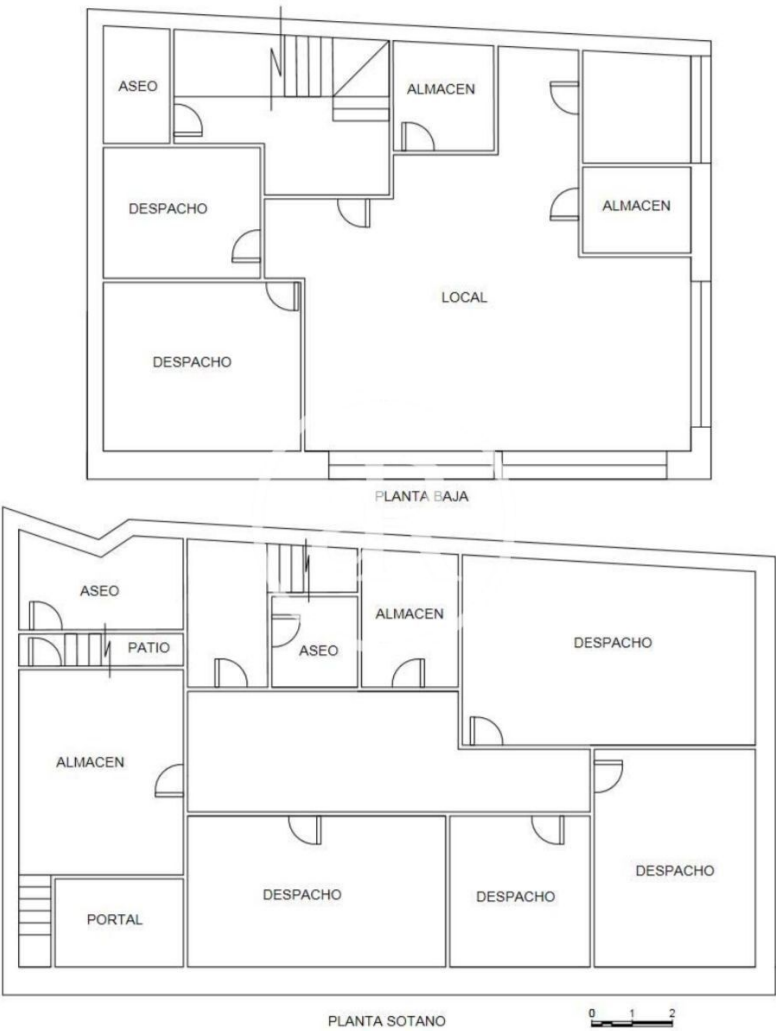 ASEO
ALMACEN
DESPACHO
ALMACEN
LOCAL
DESPACHO
PLANTA BAJA
ASEO
ALMACEN
DESPACHO
PATIO
ASEO
ALMACEN
DESPACHO
DESPACHO
DESPACHO
PORTAL
PLANTA SOTANO
0 1 2